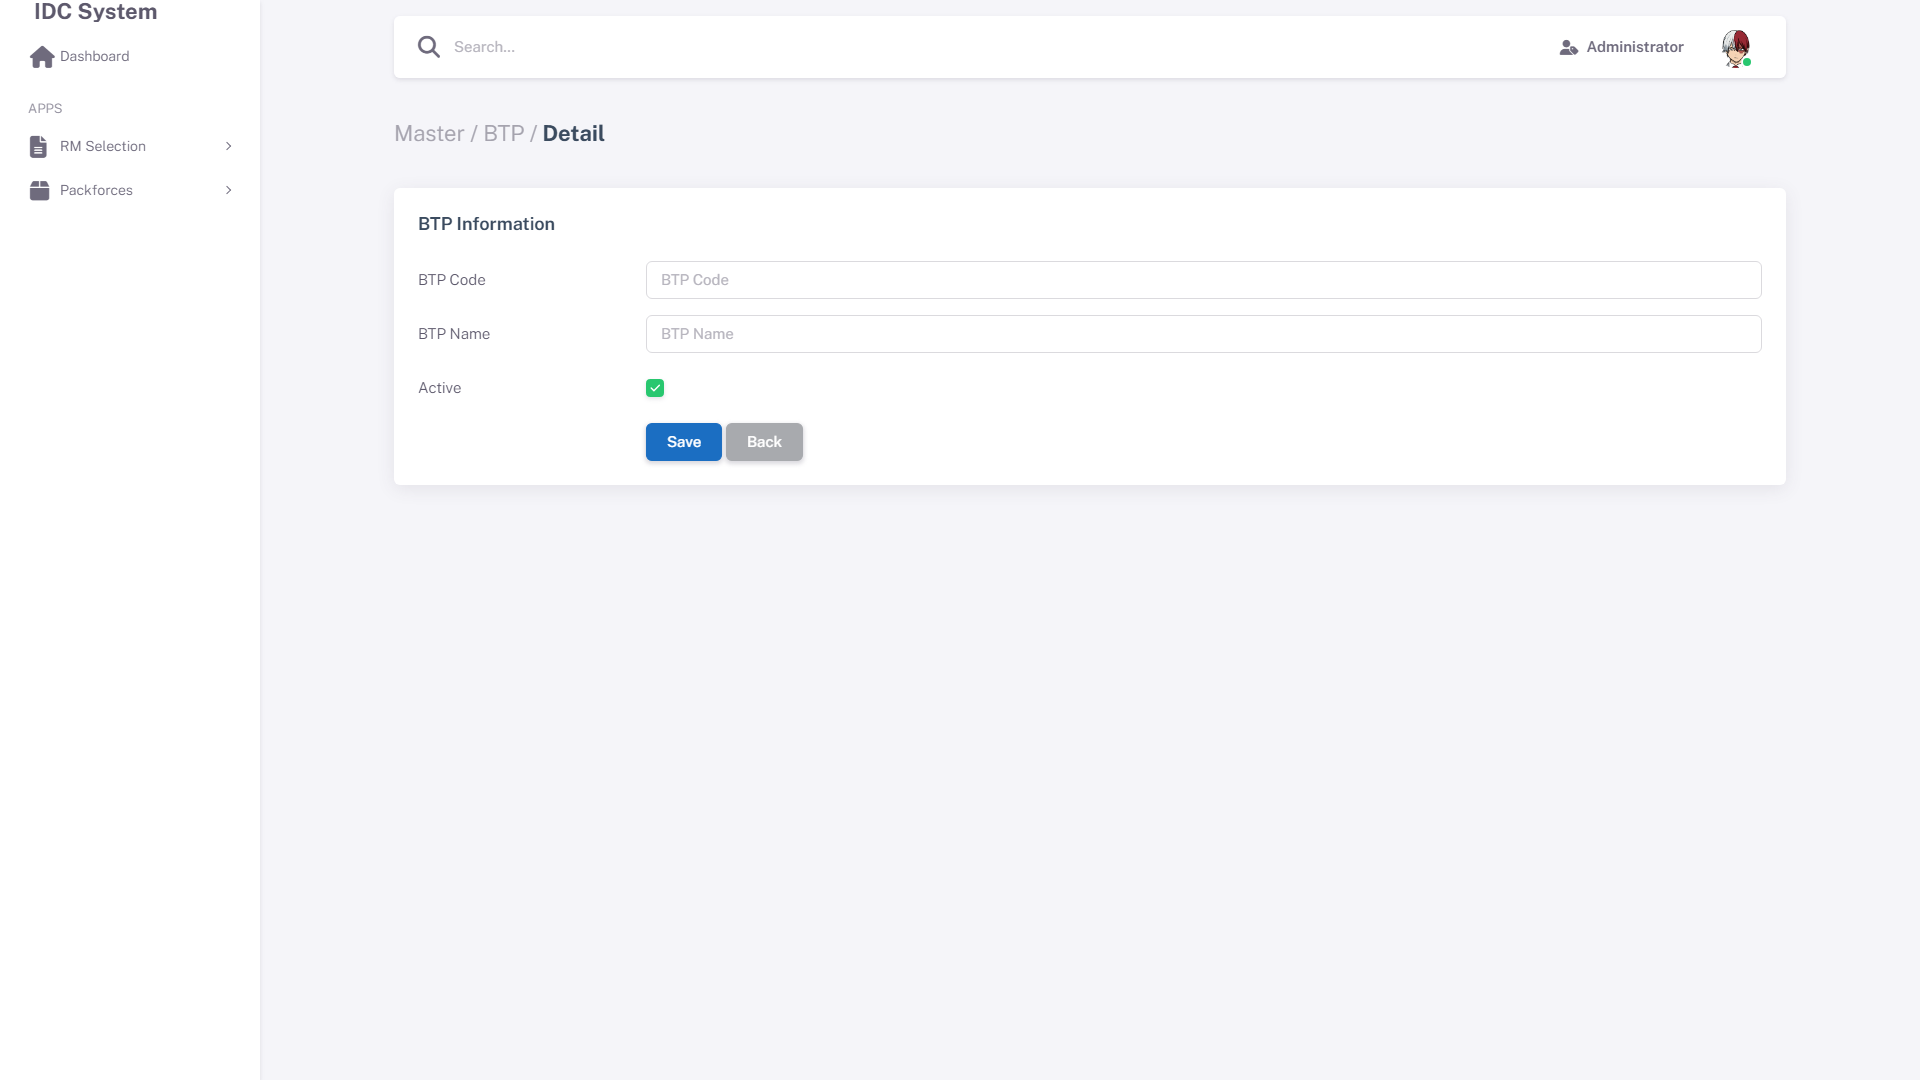 IDC System
Dashboard
APPS
RM Selection
Packforces
Search...
Administrator
Master / BTP / Detail
BTP Information
BTP Code
BTP Code
BTP Name
BTP Name
Active
Save
Back